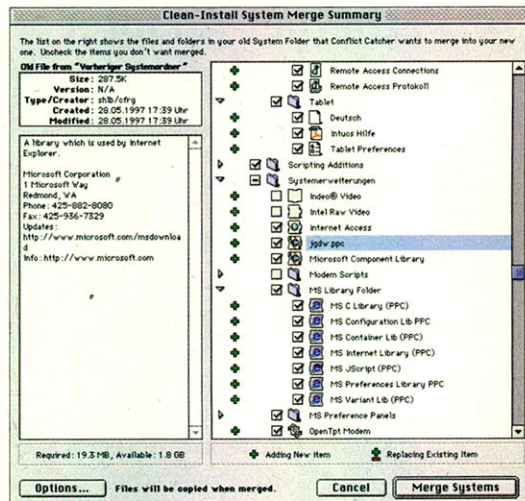 Clean-Install System Merge Summary
The list on the right shows the files and folders in your old System Folder that Conflict Catcher wants to merge into your new
one. Uncheck the items you don't want merged.
Old File from "Vorheriger Systemordner"
Size: 287.5K
Version: N/A
Type/Creator: shlb/cfrg
Created: 28.05.1997 17:39 Uhr
Modified: 28.05.1997 17:39 Uhr
A library which is used by Internet
Explorer.
Microsoft Corporation
1 Microsoft Way
Redmond, WA
Phone: 425-882-8080
Fax: 425-936-7329
Updates:
http://www.microsoft.com/msdownloa
d
Info: http://www.microsoft.com
Remote Access Connections
Remote Access Protokoll
Tablet
Deutsch
Intuos Hilfe
Tablet Preferences
Scripting Additions
Systemerweiterungen
Indeo® Video
Intel Raw Video
Internet Access
jgdw.ppc
Microsoft Component Library
Modem Scripts
MS Library Folder
MS C Library (PPC)
MS Configuration Lib PPC
MS Container Lib (PPC)
MS Internet Library (PPC)
MS JScript (PPC)
MS Preferences Library PPC
MS Variant Lib (PPC)
MS Preference Panels
OpenTpt Modem
Required: 19.3 MB, Available: 1.8 GB
Adding New Item
Replacing Existing Item
Options...
Files will be copied when merged.
Cancel
Merge Systems